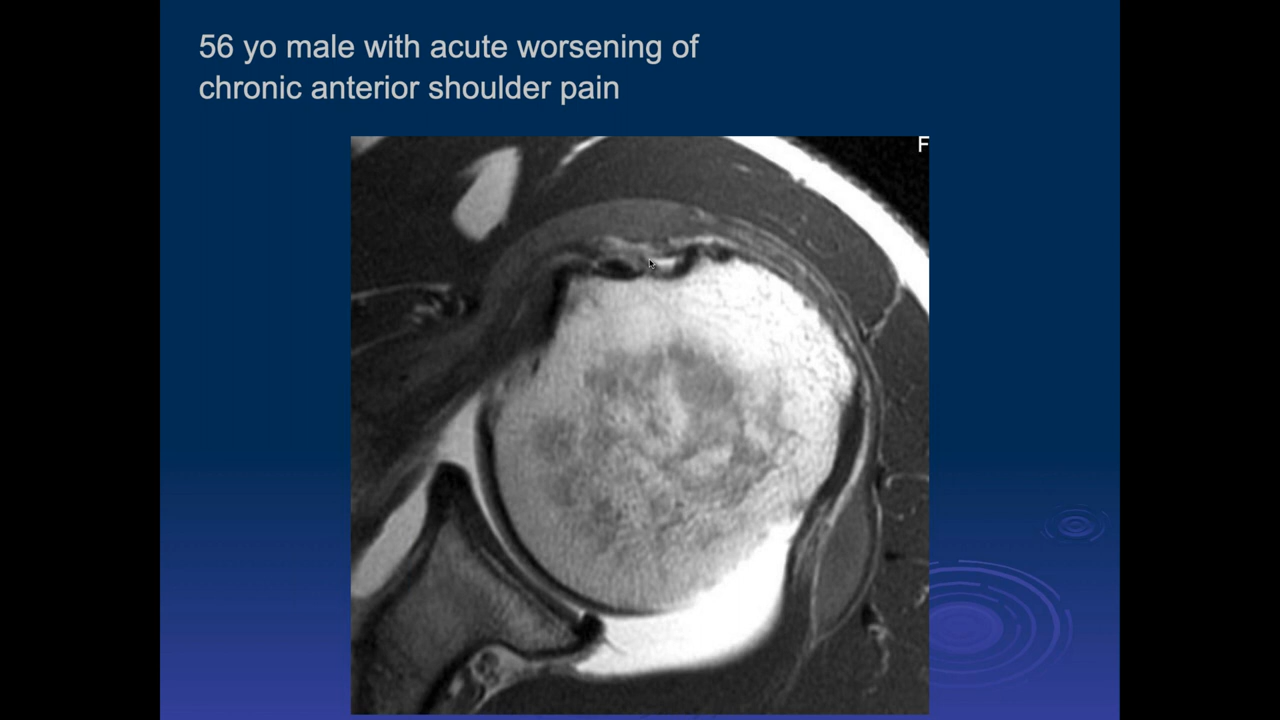 56 yo male with acute worsening of
chronic anterior shoulder pain
F